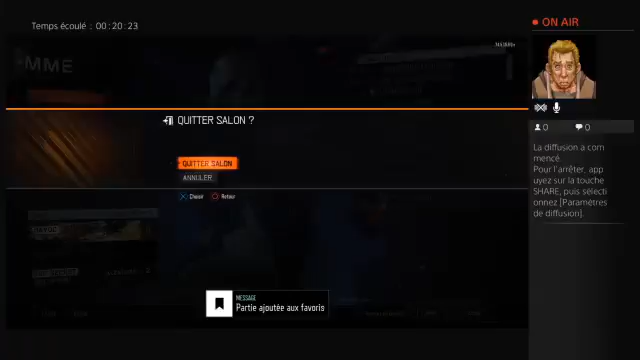 Temps écoulé : 00:20:23
ON AIR
MME
QUITTER SALON ?
QUITTER SALON
ANNULER
Choisir
Retour
MESSAGE
Partie ajoutée aux favoris
0
0
La diffusion a com
mencé.
Pour l'arrêter, app
uyez sur la touche
SHARE, puis sélecti
onnez [Paramètres
de diffusion].